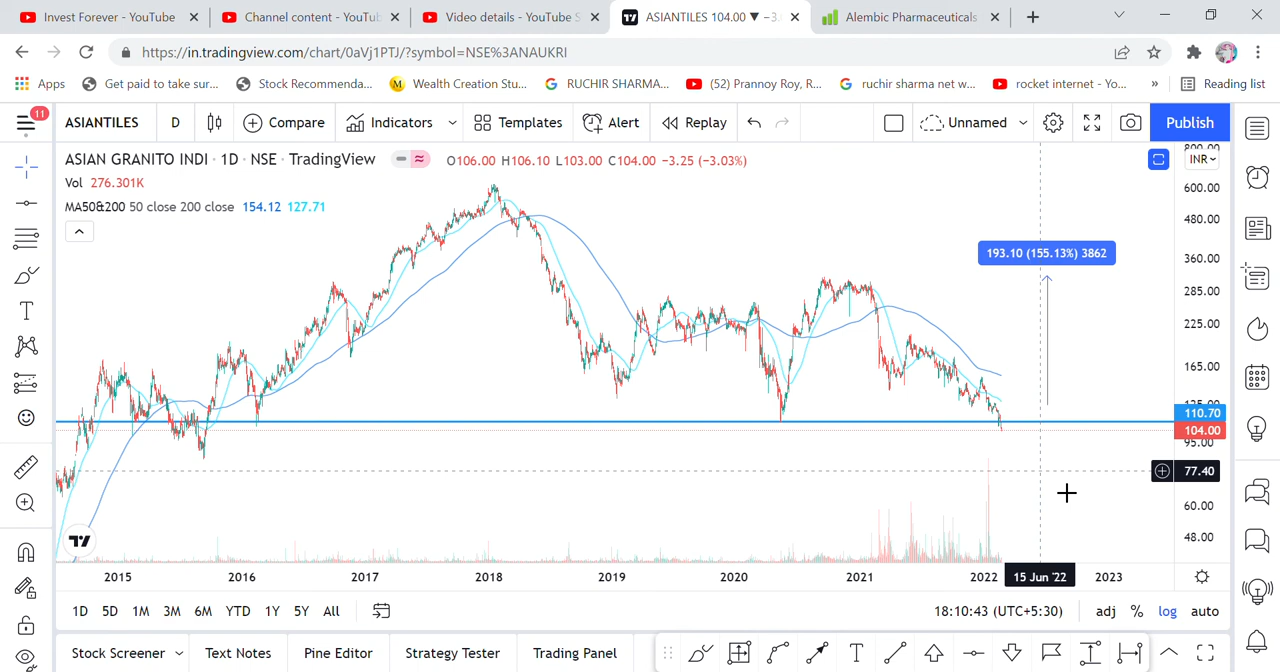 Invest Forever - YouTube
Channel content - YouTu
Video details - YouTube S
ASIANTILES 104.00 ▼ −3.
Alembic Pharmaceuticals
https://in.tradingview.com/chart/0aVj1PTJ/?symbol=NSE%3ANAUKRI
Apps
Get paid to take sur...
Stock Recommenda...
Wealth Creation Stu...
RUCHIR SHARMA...
(52) Prannoy Roy, R...
ruchir sharma net w...
rocket internet - Yo...
»
Reading list
11
ASIANTILES
D
Compare
Indicators
Templates
Alert
Replay
Unnamed
Publish
ASIAN GRANITO INDI · 1D · NSE · TradingView
O106.00 H106.10 L103.00 C104.00 −3.25 (−3.03%)
INR
Vol 276.301K
MA50&200 50 close 200 close 154.12 127.71
193.10 (155.13%) 3862
800.00
600.00
480.00
360.00
285.00
225.00
165.00
125.00
110.70
104.00
95.00
77.40
60.00
48.00
2015
2016
2017
2018
2019
2020
2021
2022
15 Jun '22
2023
1D
5D
1M
3M
6M
YTD
1Y
5Y
All
18:10:43 (UTC+5:30)
adj
%
log
auto
Stock Screener
Text Notes
Pine Editor
Strategy Tester
Trading Panel